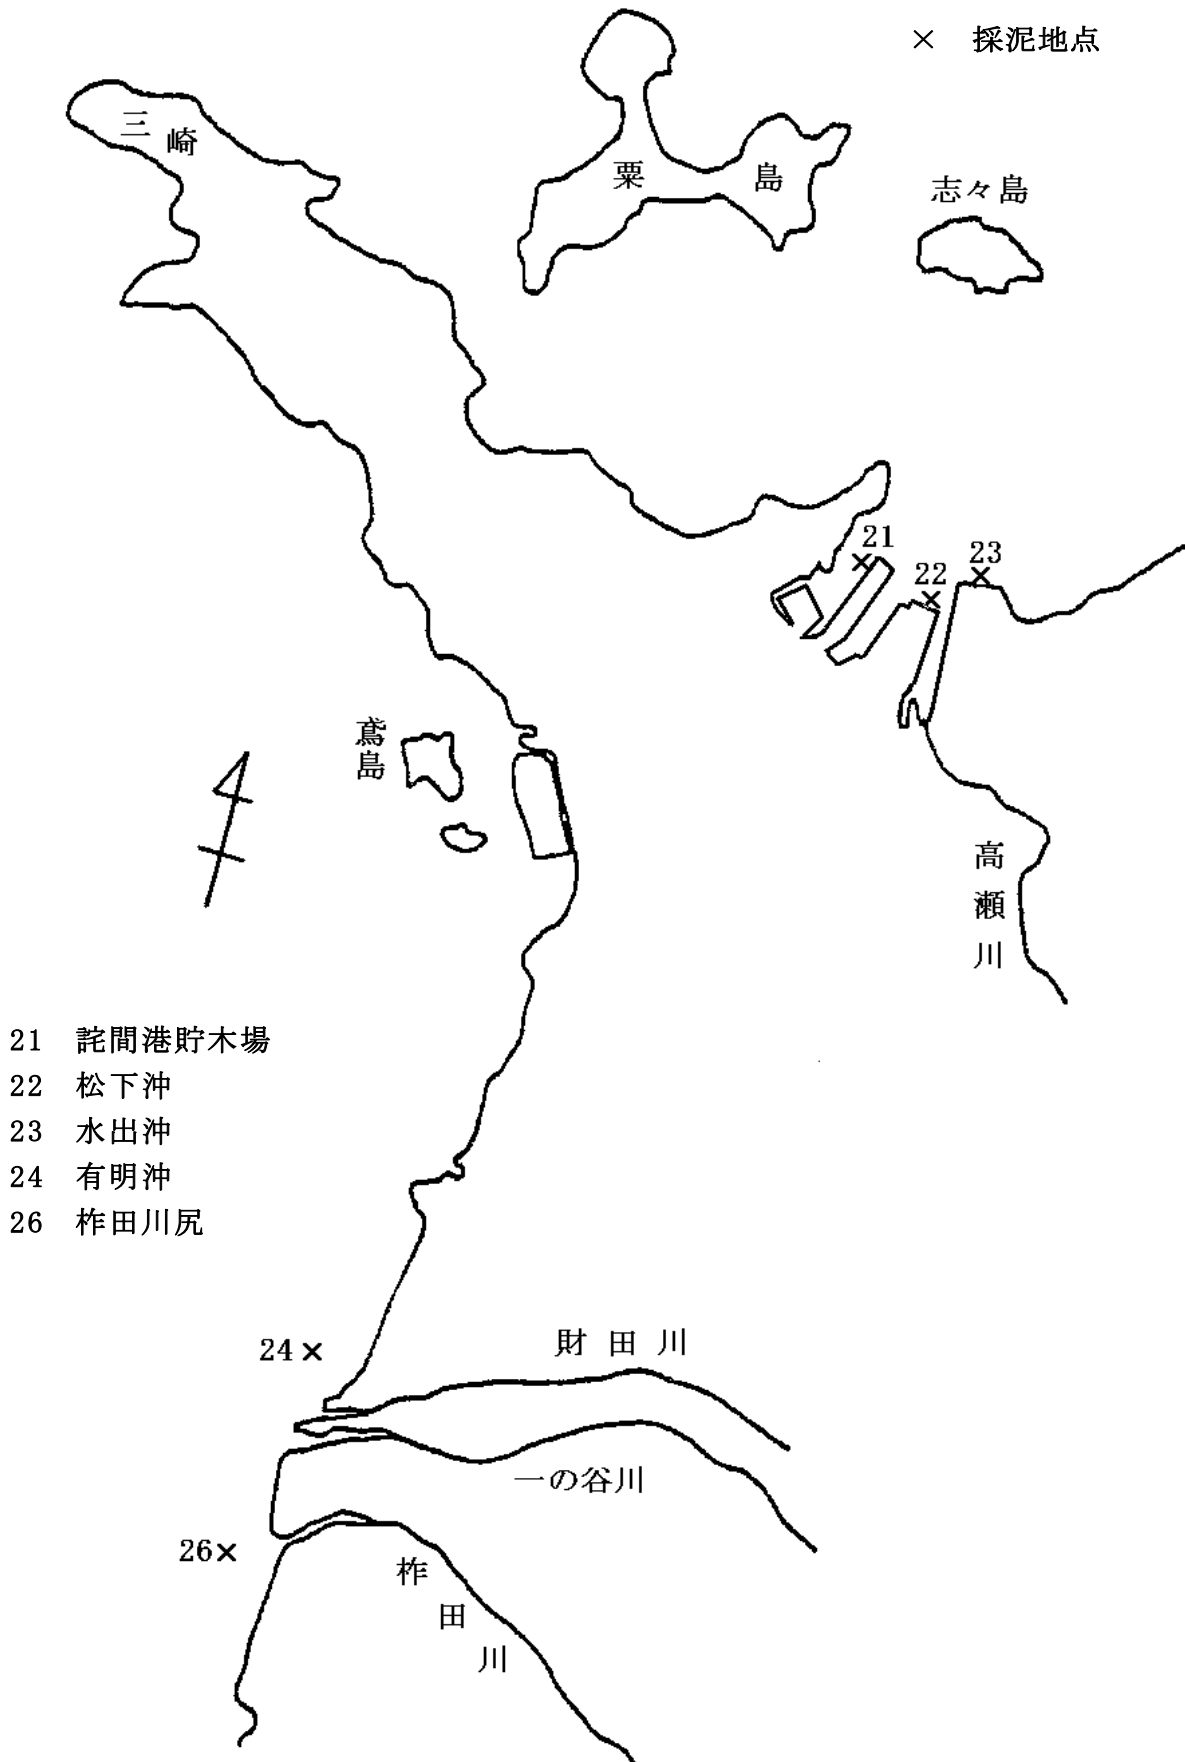 × 採泥地点
三崎
粟島
志々島
21
22
23
鳶島
高瀬川
21 詫間港貯木場
22 松下沖
23 水出沖
24 有明沖
26 柞田川尻
24×
財田川
一の谷川
26×
柞田川